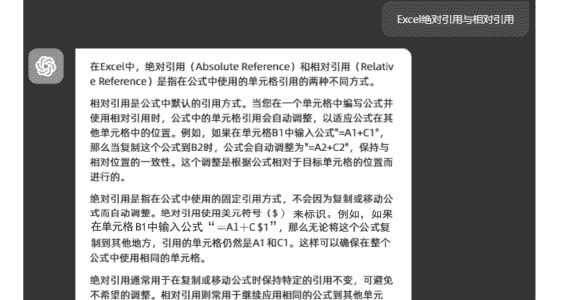 Excel绝对引用与相对引用
在Excel中，绝对引用（Absolute Reference）和相对引用（Relativ
e Reference）是指在公式中使用的单元格引用的两种不同方式。
相对引用是公式中默认的引用方式。当您在一个单元格中编写公式并
使用相对引用时，公式中的单元格引用会自动调整，以适应公式在其
他单元格中的位置。例如，如果在单元格B1中输入公式"=A1+C1"，
那么当复制这个公式到B2时，公式会自动调整为"=A2+C2"，保持与
相对位置的一致性。这个调整是根据公式相对于目标单元格的位置而
进行的。
绝对引用是指在公式中使用的固定引用方式，不会因为复制或移动公
式而自动调整。绝对引用使用美元符号（$）来标识。例如，如果
在单元格B1中输入公式“=A1+C$1”，那么无论将这个公式复
制到其他地方，引用的单元格仍然是A1和C1。这样可以确保在整个
公式中使用相同的单元格。
绝对引用通常用于在复制或移动公式时保持特定的引用不变，可避免
不希望的调整。相对引用则常用于继续应用相同的公式到其他单元